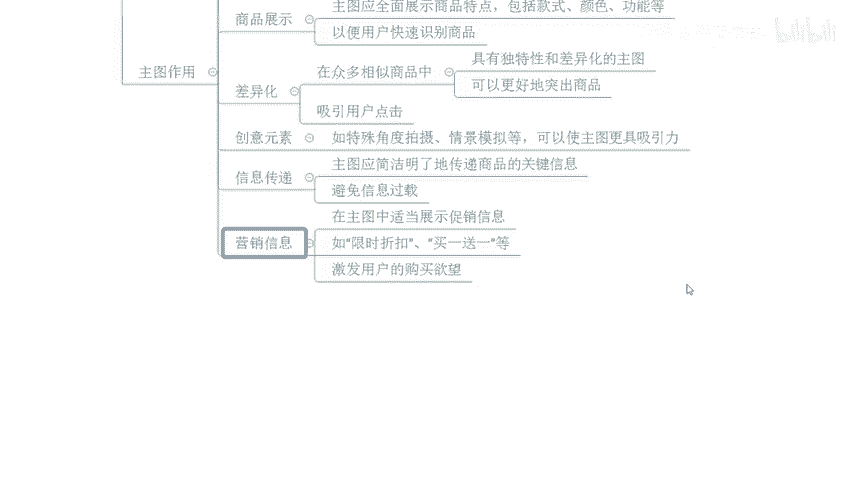 主图应全面展示商品特点，包括款式、颜色、功能等
商品展示
以便用户快速识别商品
bilibili
主图作用
具有独特性和差异化的主图
在众多相似商品中
可以更好地突出商品
差异化
吸引用户点击
创意元素
如特殊角度拍摄、情景模拟等，可以使主图更具吸引力
主图应简洁明了地传递商品的关键信息
信息传递
避免信息过载
在主图中适当展示促销信息
营销信息
如"限时折扣"、"买一送一"等
激发用户的购买欲望